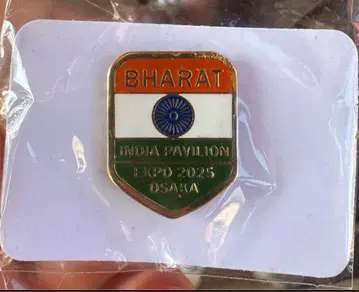 BHARAT
INDIA PAVILION
EXPO 2025
OSAKA